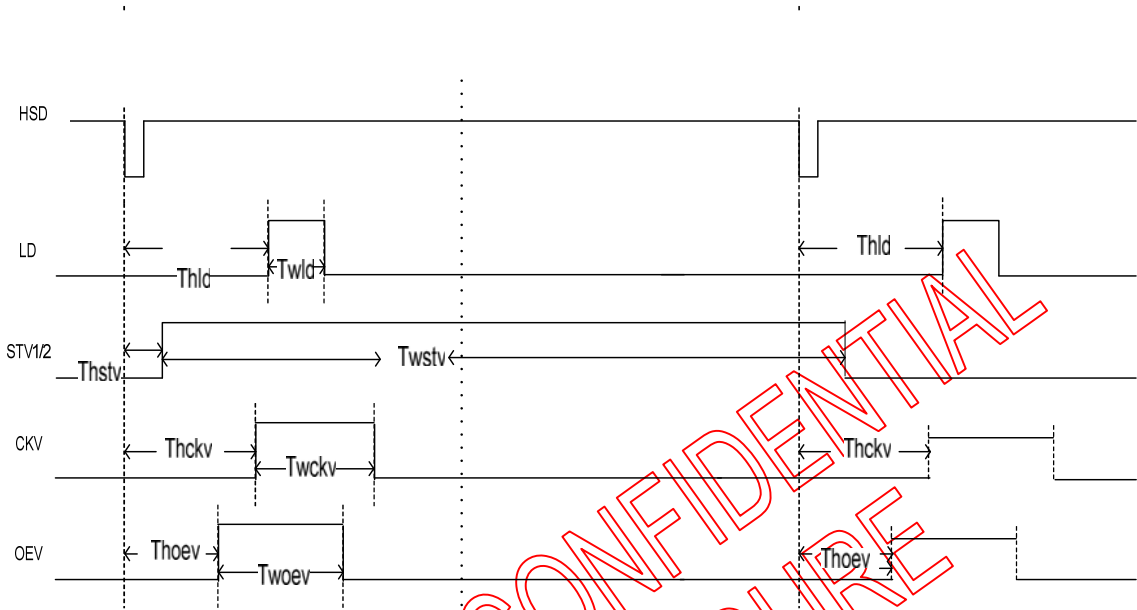 HSD
LD
Thld
Twld
Thld
STV1/2
Thstv
Twstv
CKV
Thckv
Twckv
Thckv
OEV
Thoev
Twoev
Thoev
CONFIDENTIAL